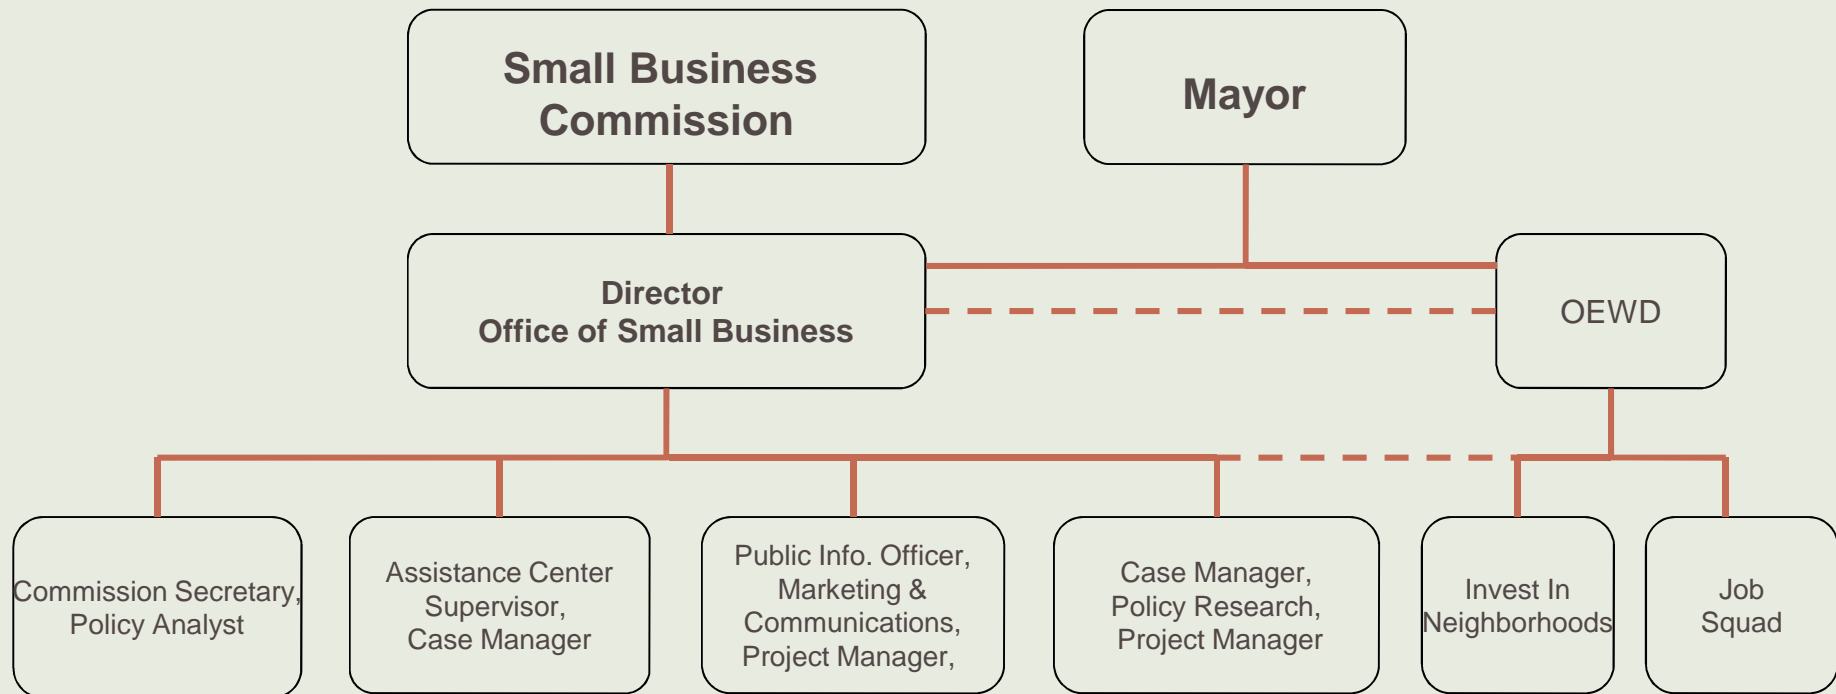 Small Business
Commission
Mayor
Director
Office of Small Business
OEWD
Commission Secretary,
Policy Analyst
Assistance Center
Supervisor,
Case Manager
Public Info. Officer,
Marketing &
Communications,
Project Manager,
Case Manager,
Policy Research,
Project Manager
Invest In
Neighborhoods
Job
Squad